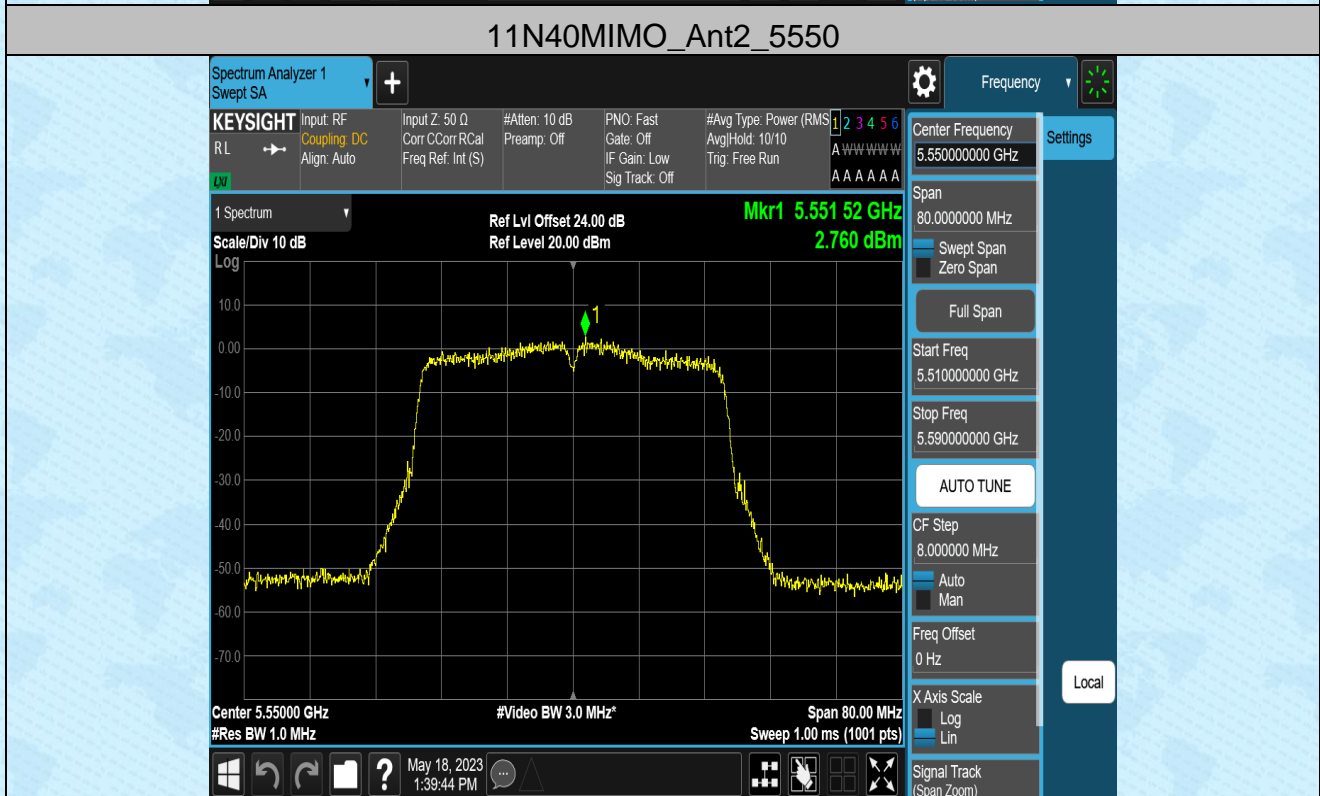 11N40MIMO_Ant2_5550
Spectrum Analyzer 1
Swept SA
Frequency
KEYSIGHT
RL
LXI
Input: RF
Coupling: DC
Align: Auto
Input Z: 50 Ω
Corr CCorr RCal
Freq Ref: Int (S)
#Atten: 10 dB
Preamp: Off
PNO: Fast
Gate: Off
IF Gain: Low
Sig Track: Off
#Avg Type: Power (RMS
Avg|Hold: 10/10
Trig: Free Run
1 2 3 4 5 6
A W W W W W
A A A A A A
1 Spectrum
Scale/Div 10 dB
Log
Ref Lvl Offset 24.00 dB
Ref Level 20.00 dBm
Mkr1 5.551 52 GHz
2.760 dBm
1
10.0
0.00
-10.0
-20.0
-30.0
-40.0
-50.0
-60.0
-70.0
Center 5.55000 GHz
#Res BW 1.0 MHz
#Video BW 3.0 MHz*
Span 80.00 MHz
Sweep 1.00 ms (1001 pts)
Center Frequency
5.550000000 GHz
Settings
Span
80.0000000 MHz
Swept Span
Zero Span
Full Span
Start Freq
5.510000000 GHz
Stop Freq
5.590000000 GHz
AUTO TUNE
CF Step
8.000000 MHz
Auto
Man
Freq Offset
0 Hz
X Axis Scale
Log
Lin
Local
Signal Track
(Span Zoom)
?
May 18, 2023
1:39:44 PM